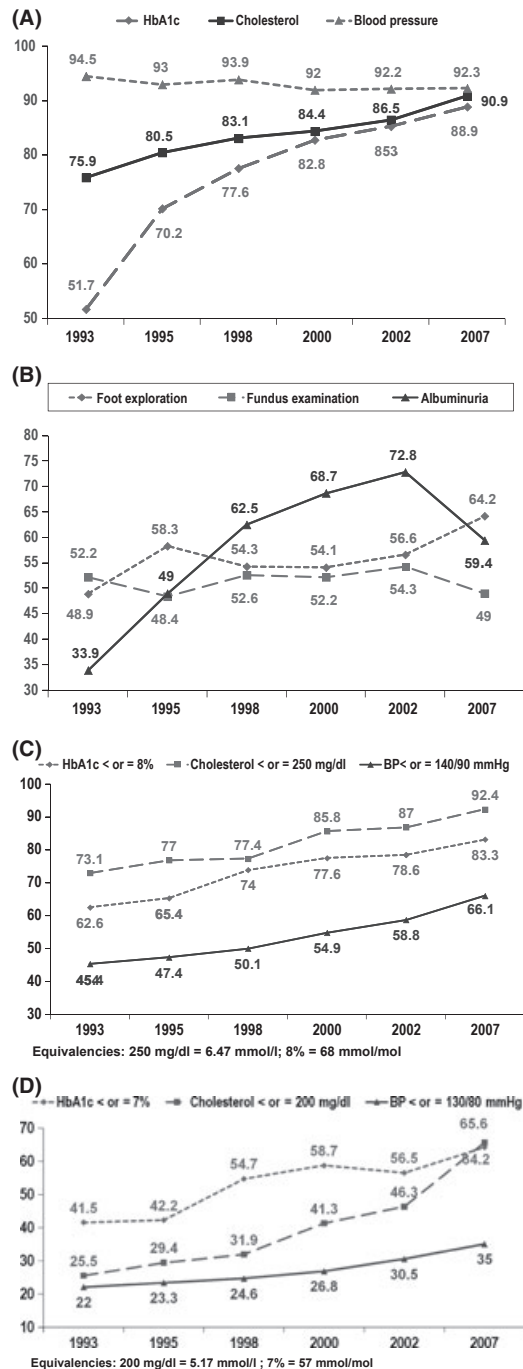 (A)
HbA1c Cholesterol Blood pressure
100
90
80
70
60
50
94.5 93 93.9 92 92.2 92.3
75.9 80.5 83.1 84.4 86.5 90.9
51.7 70.2 77.6 82.8 853 88.9
1993 1995 1998 2000 2002 2007
(B)
Foot exploration Fundus examination Albuminuria
80
75
70
65
60
55
50
45
40
35
30
52.2 58.3 62.5 68.7 72.8 64.2
49 54.3 54.1 56.6 59.4
48.9 48.4 52.6 52.2 54.3 49
33.9
1993 1995 1998 2000 2002 2007
(C)
HbA1c < or = 8% Cholesterol < or = 250 mg/dl BP< or = 140/90 mmHg
100
90
80
70
60
50
40
30
73.1 77 77.4 85.8 87 92.4
62.6 65.4 74 77.6 78.6 83.3
45.4 47.4 50.1 54.9 58.8 66.1
1993 1995 1998 2000 2002 2007
Equivalencies: 250 mg/dl = 6.47 mmol/l; 8% = 68 mmol/mol
(D)
HbA1c < or = 7% Cholesterol < or = 200 mg/dl BP < or = 130/80 mmHg
70
60
50
40
30
20
10
41.5 42.2 54.7 58.7 56.5 65.6
64.2
25.5 29.4 31.9 41.3 46.3
22 23.3 24.6 26.8 30.5 35
1993 1995 1998 2000 2002 2007
Equivalencies: 200 mg/dl = 5.17 mmol/l ; 7% = 57 mmol/mol